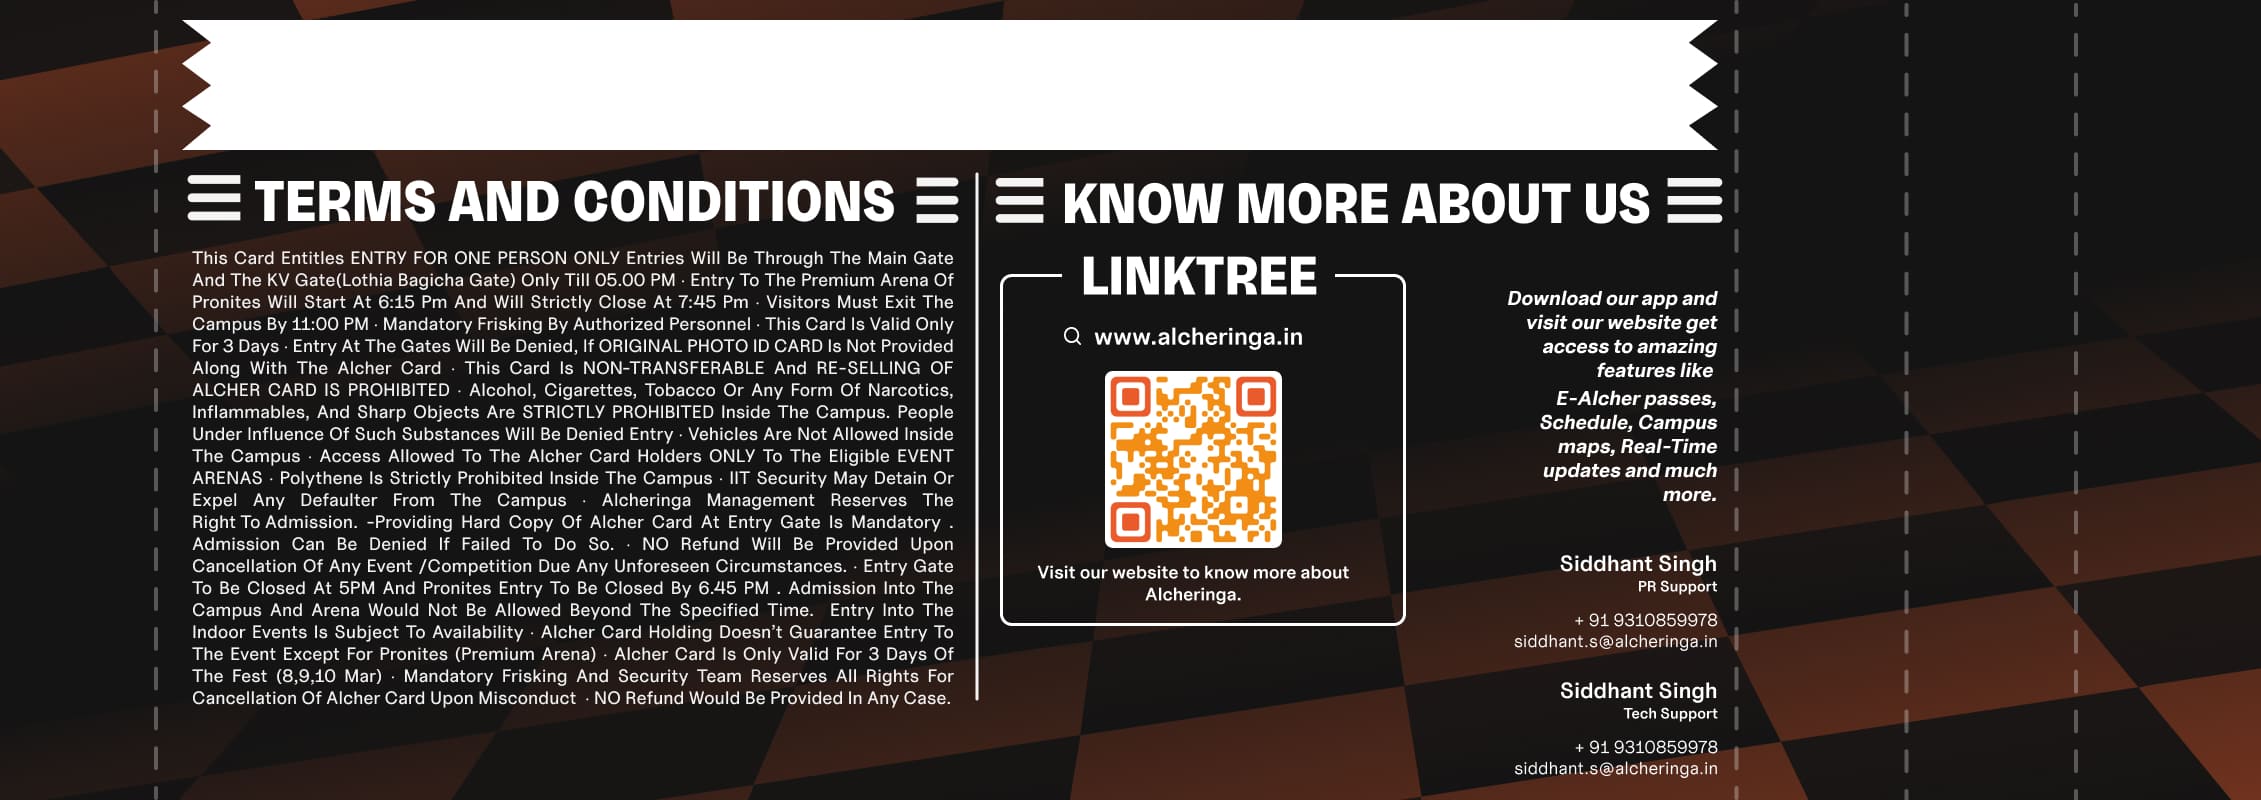 TERMS AND CONDITIONS
This Card Entitles ENTRY FOR ONE PERSON ONLY Entries Will Be Through The Main Gate
And The KV Gate(Lothia Bagicha Gate) Only Till 05.00 PM · Entry To The Premium Arena Of
Pronites Will Start At 6:15 Pm And Will Strictly Close At 7:45 Pm · Visitors Must Exit The
Campus By 11:00 PM · Mandatory Frisking By Authorized Personnel · This Card Is Valid Only
For 3 Days · Entry At The Gates Will Be Denied, If ORIGINAL PHOTO ID CARD Is Not Provided
Along With The Alcher Card · This Card Is NON-TRANSFERABLE And RE-SELLING OF
ALCHER CARD IS PROHIBITED · Alcohol, Cigarettes, Tobacco Or Any Form Of Narcotics,
Inflammables, And Sharp Objects Are STRICTLY PROHIBITED Inside The Campus. People
Under Influence Of Such Substances Will Be Denied Entry · Vehicles Are Not Allowed Inside
The Campus · Access Allowed To The Alcher Card Holders ONLY To The Eligible EVENT
ARENAS · Polythene Is Strictly Prohibited Inside The Campus · IIT Security May Detain Or
Expel Any Defaulter From The Campus · Alcheringa Management Reserves The
Right To Admission. -Providing Hard Copy Of Alcher Card At Entry Gate Is Mandatory .
Admission Can Be Denied If Failed To Do So. · NO Refund Will Be Provided Upon
Cancellation Of Any Event /Competition Due Any Unforeseen Circumstances. · Entry Gate
To Be Closed At 5PM And Pronites Entry To Be Closed By 6.45 PM . Admission Into The
Campus And Arena Would Not Be Allowed Beyond The Specified Time. Entry Into The
Indoor Events Is Subject To Availability · Alcher Card Holding Doesn't Guarantee Entry To
The Event Except For Pronites (Premium Arena) · Alcher Card Is Only Valid For 3 Days Of
The Fest (8,9,10 Mar) · Mandatory Frisking And Security Team Reserves All Rights For
Cancellation Of Alcher Card Upon Misconduct · NO Refund Would Be Provided In Any Case.
KNOW MORE ABOUT US
LINKTREE
www.alcheringa.in
Visit our website to know more about
Alcheringa.
Download our app and
visit our website get
access to amazing
features like
E-Alcher passes,
Schedule, Campus
maps, Real-Time
updates and much
more.
Siddhant Singh
PR Support
+ 91 9310859978
siddhant.s@alcheringa.in
Siddhant Singh
Tech Support
+ 91 9310859978
siddhant.s@alcheringa.in